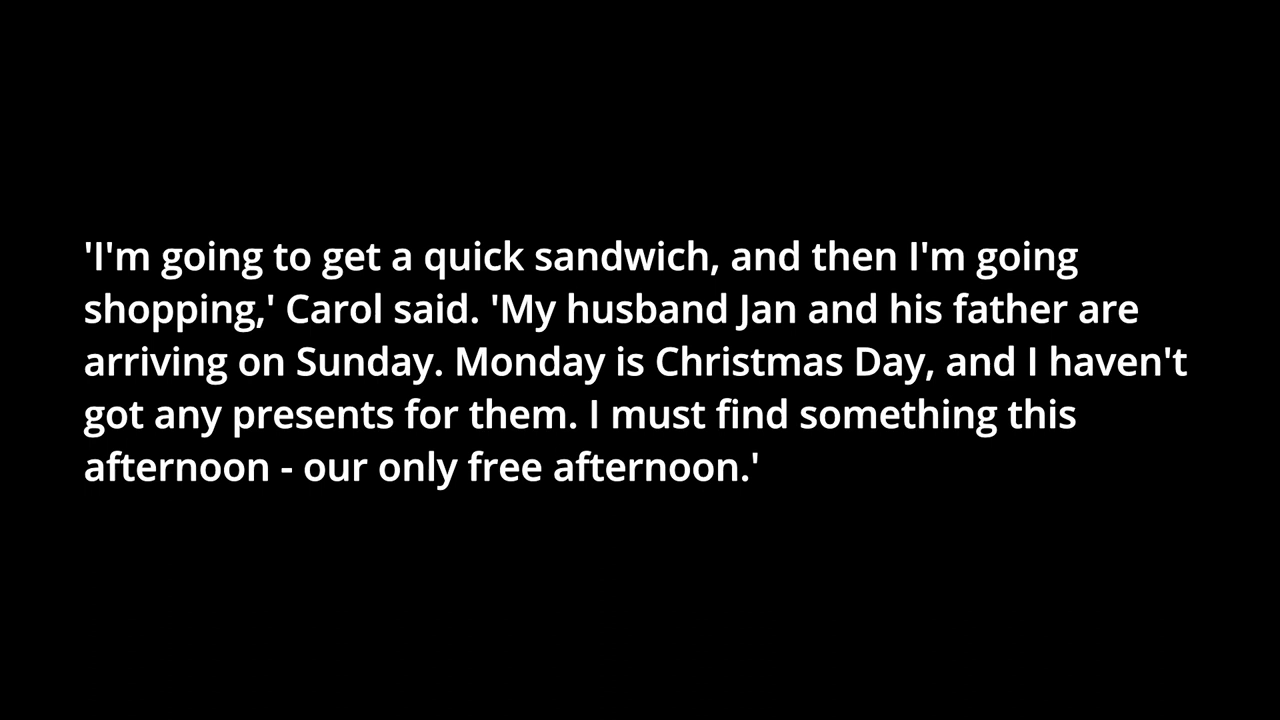 'I'm going to get a quick sandwich, and then I'm going
shopping,' Carol said. 'My husband Jan and his father are
arriving on Sunday. Monday is Christmas Day, and I haven't
got any presents for them. I must find something this
afternoon - our only free afternoon.'